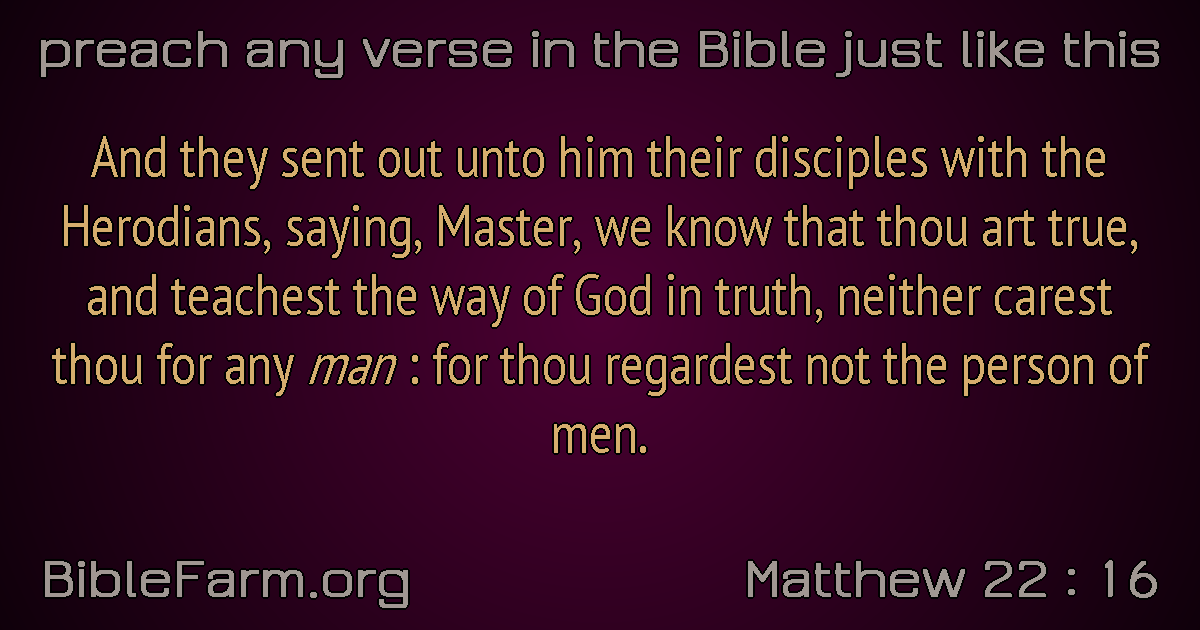 preach any verse in the Bible just like this
And they sent out unto him their disciples with the
Herodians, saying, Master, we know that thou art true,
and teachest the way of God in truth, neither carest
thou for any man : for thou regardest not the person of
men.
BibleFarm.org
Matthew 22 : 16